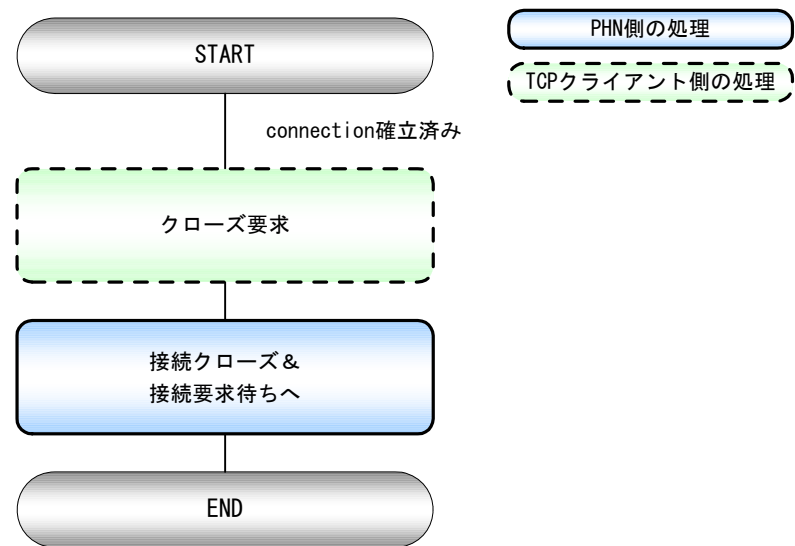 START
PHN側の処理
TCPクライアント側の処理
connection確立済み
クローズ要求
接続クローズ&
接続要求待ちへ
END